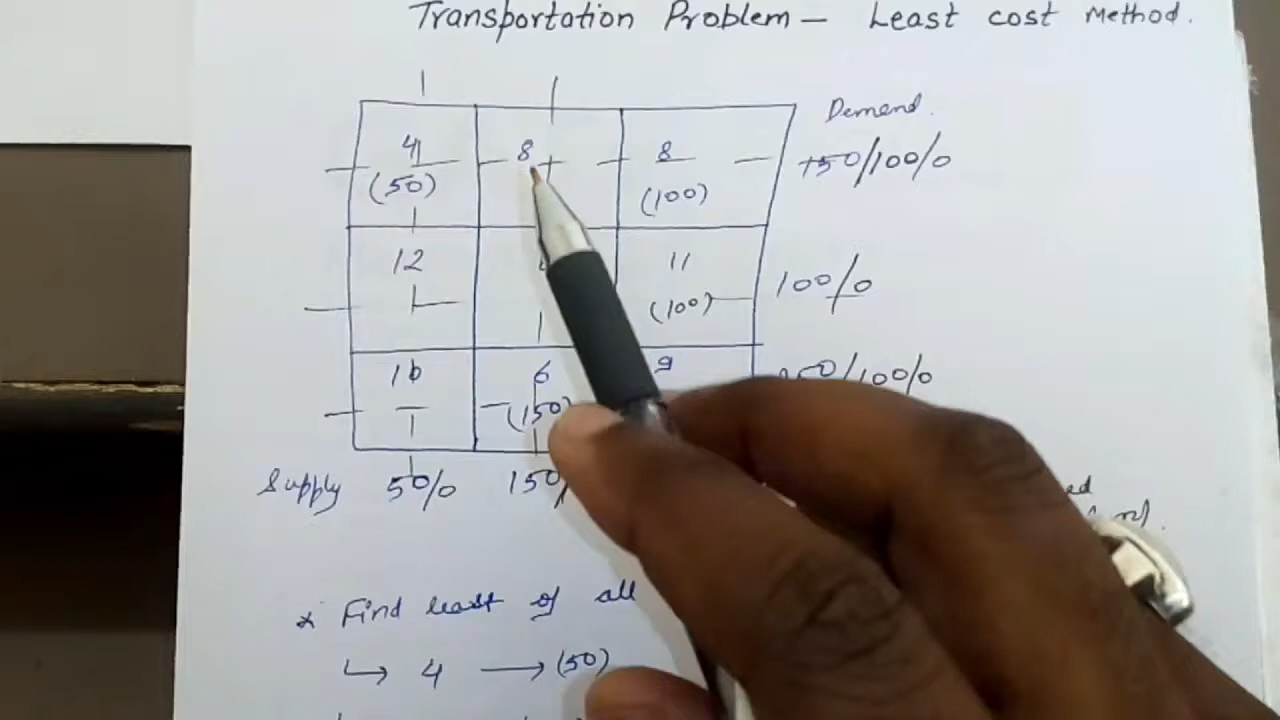 Transportation Problem - Least cost Method.
Demand.
4 8 8 150/100/0
(50) (100)
12 11 100/0
(100)
16 6 9 /100/0
(150)
Supply 50/0 150/
* Find least of all
↳ 4 → (50)